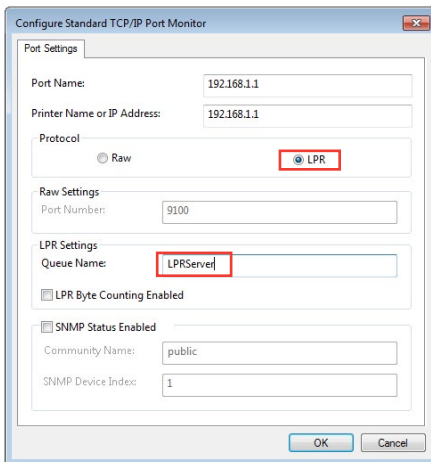 Configure Standard TCP/IP Port Monitor
Port Settings
Port Name: 192.168.1.1
Printer Name or IP Address: 192.168.1.1
Protocol
Raw LPR
Raw Settings
Port Number: 9100
LPR Settings
Queue Name: LPRServer
LPR Byte Counting Enabled
SNMP Status Enabled
Community Name: public
SNMP Device Index: 1
OK Cancel